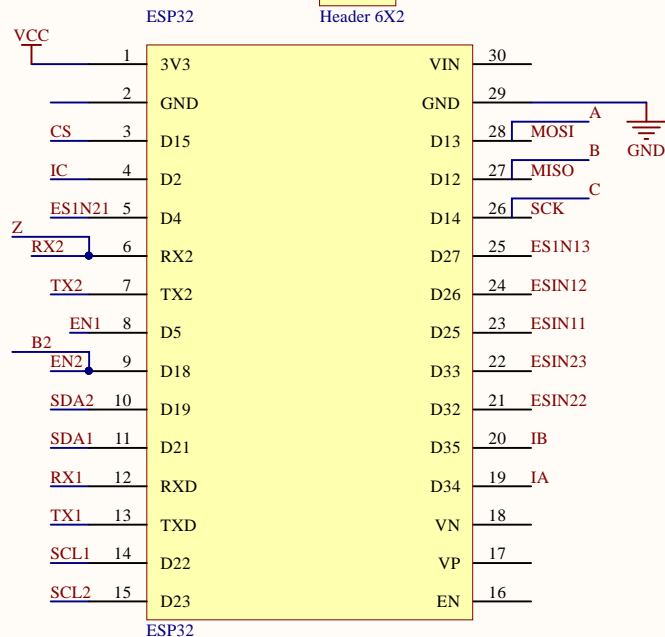 ESP32 Header 6X2
VCC 1 3V3 VIN 30
2 GND GND 29
A
CS 3 D15 D13 28 MOSI GND
B
IC 4 D2 D12 27 MISO
C
ES1N21 5 D4 D14 26 SCK
Z
RX2 6 RX2 D27 25 ES1N13
TX2 7 TX2 D26 24 ESIN12
EN1 8 D5 D25 23 ESIN11
B2
EN2 9 D18 D33 22 ESIN23
SDA2 10 D19 D32 21 ESIN22
SDA1 11 D21 D35 20 IB
RX1 12 RXD D34 19 IA
TX1 13 TXD VN 18
SCL1 14 D22 VP 17
SCL2 15 D23 EN 16
ESP32